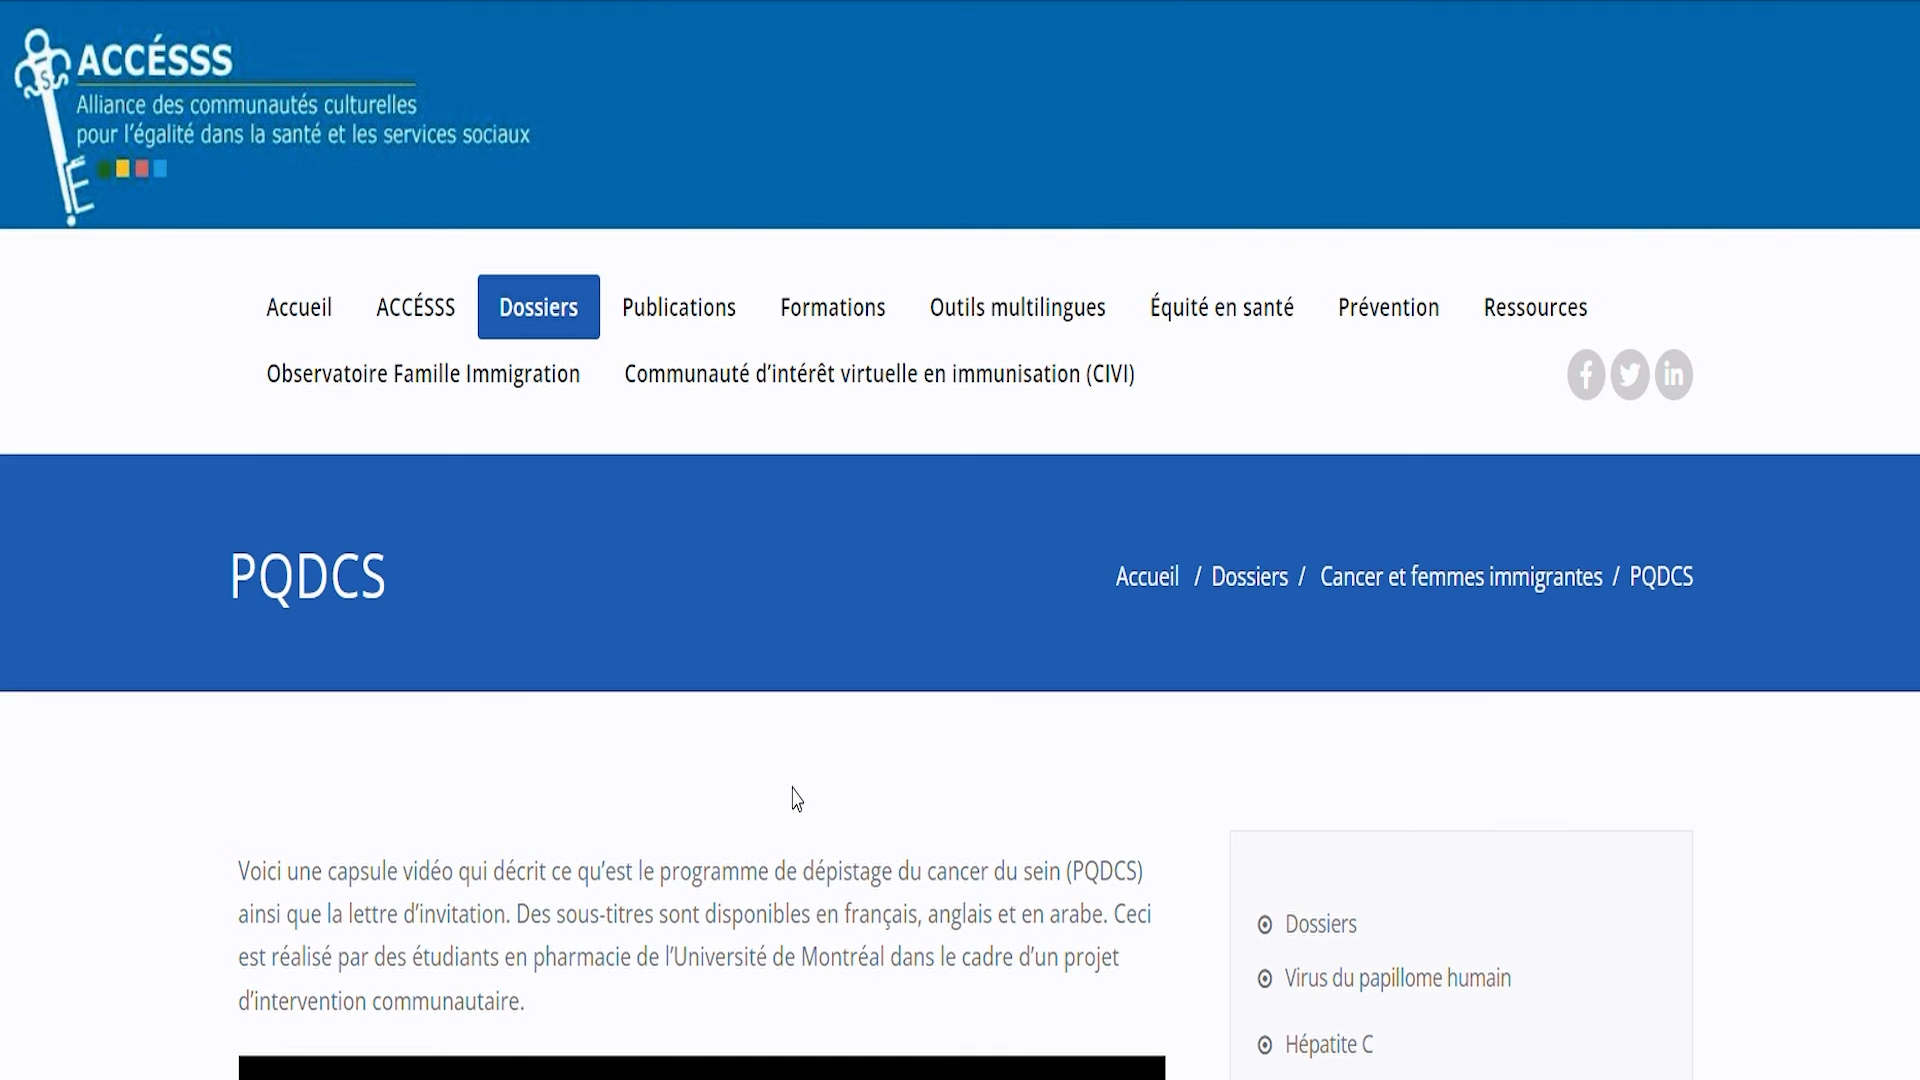 ACCÉSSS
Alliance des communautés culturelles
pour l'égalité dans la santé et les services sociaux
Accueil ACCÉSSS Dossiers Publications Formations Outils multilingues Équité en santé Prévention Ressources
Observatoire Famille Immigration Communauté d'intérêt virtuelle en immunisation (CIVI)
PQDCS
Accueil / Dossiers / Cancer et femmes immigrantes / PQDCS
Voici une capsule vidéo qui décrit ce qu'est le programme de dépistage du cancer du sein (PQDCS)
ainsi que la lettre d'invitation. Des sous-titres sont disponibles en français, anglais et en arabe. Ceci
est réalisé par des étudiants en pharmacie de l'Université de Montréal dans le cadre d'un projet
d'intervention communautaire.
Dossiers
Virus du papillome humain
Hépatite C